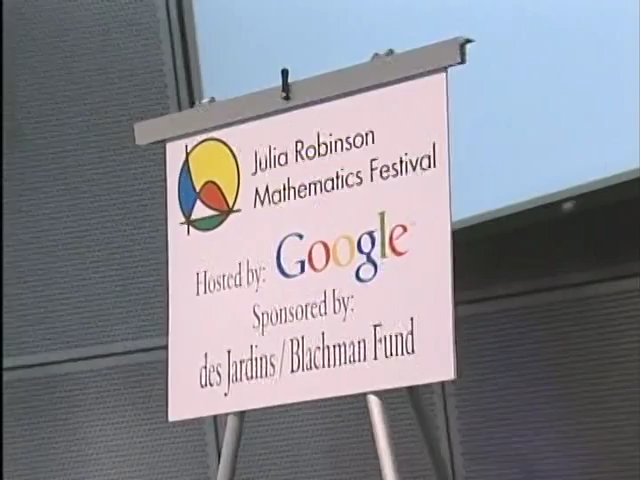 Julia Robinson
Mathematics Festival
Hosted by: Google
Sponsored by:
des Jardins / Blachman Fund